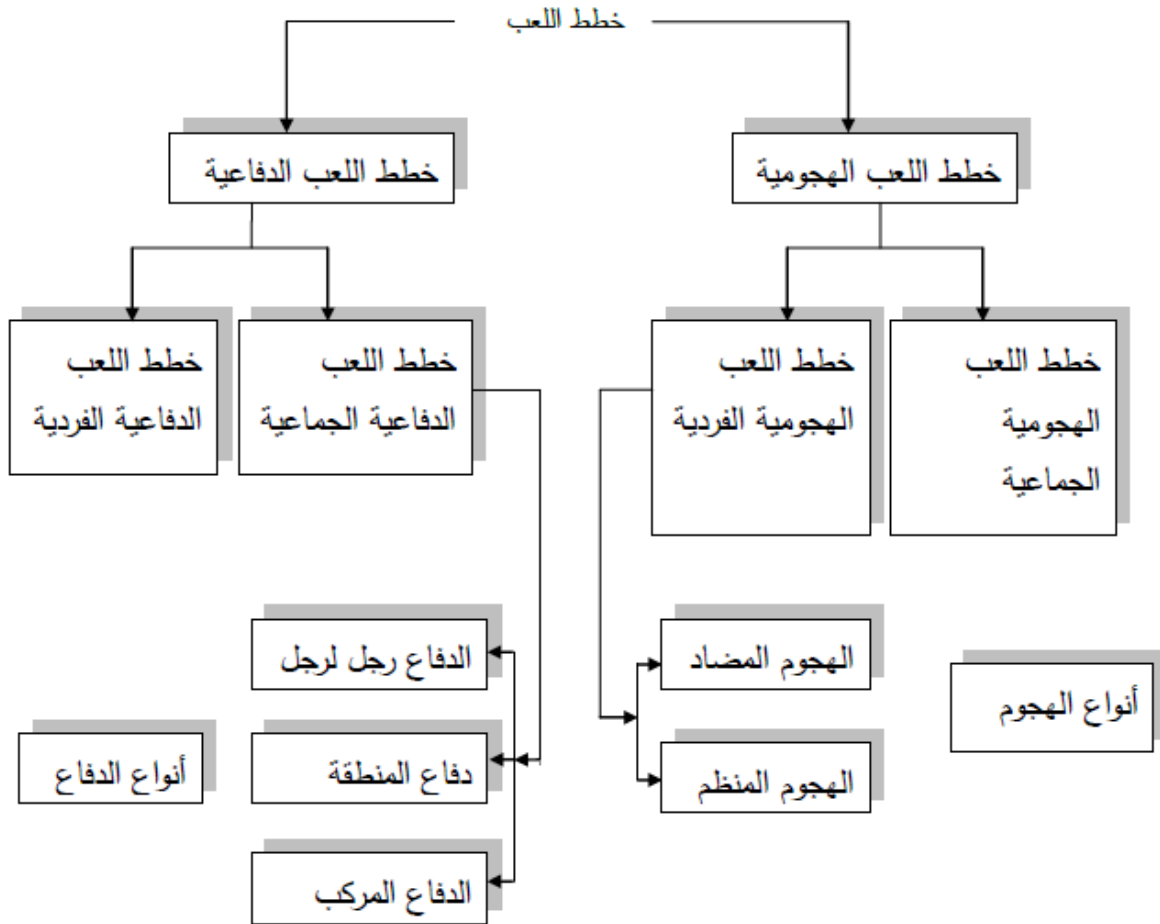 خطط اللعب
خطط اللعب الهجومية
خطط اللعب الدفاعية
خطط اللعب
الهجومية
الجماعية
خطط اللعب
الهجومية الفردية
خطط اللعب
الدفاعية الجماعية
خطط اللعب
الدفاعية الفردية
أنواع الهجوم
الهجوم المضاد
الهجوم المنظم
الدفاع رجل لرجل
دفاع المنطقة
الدفاع المركب
أنواع الدفاع